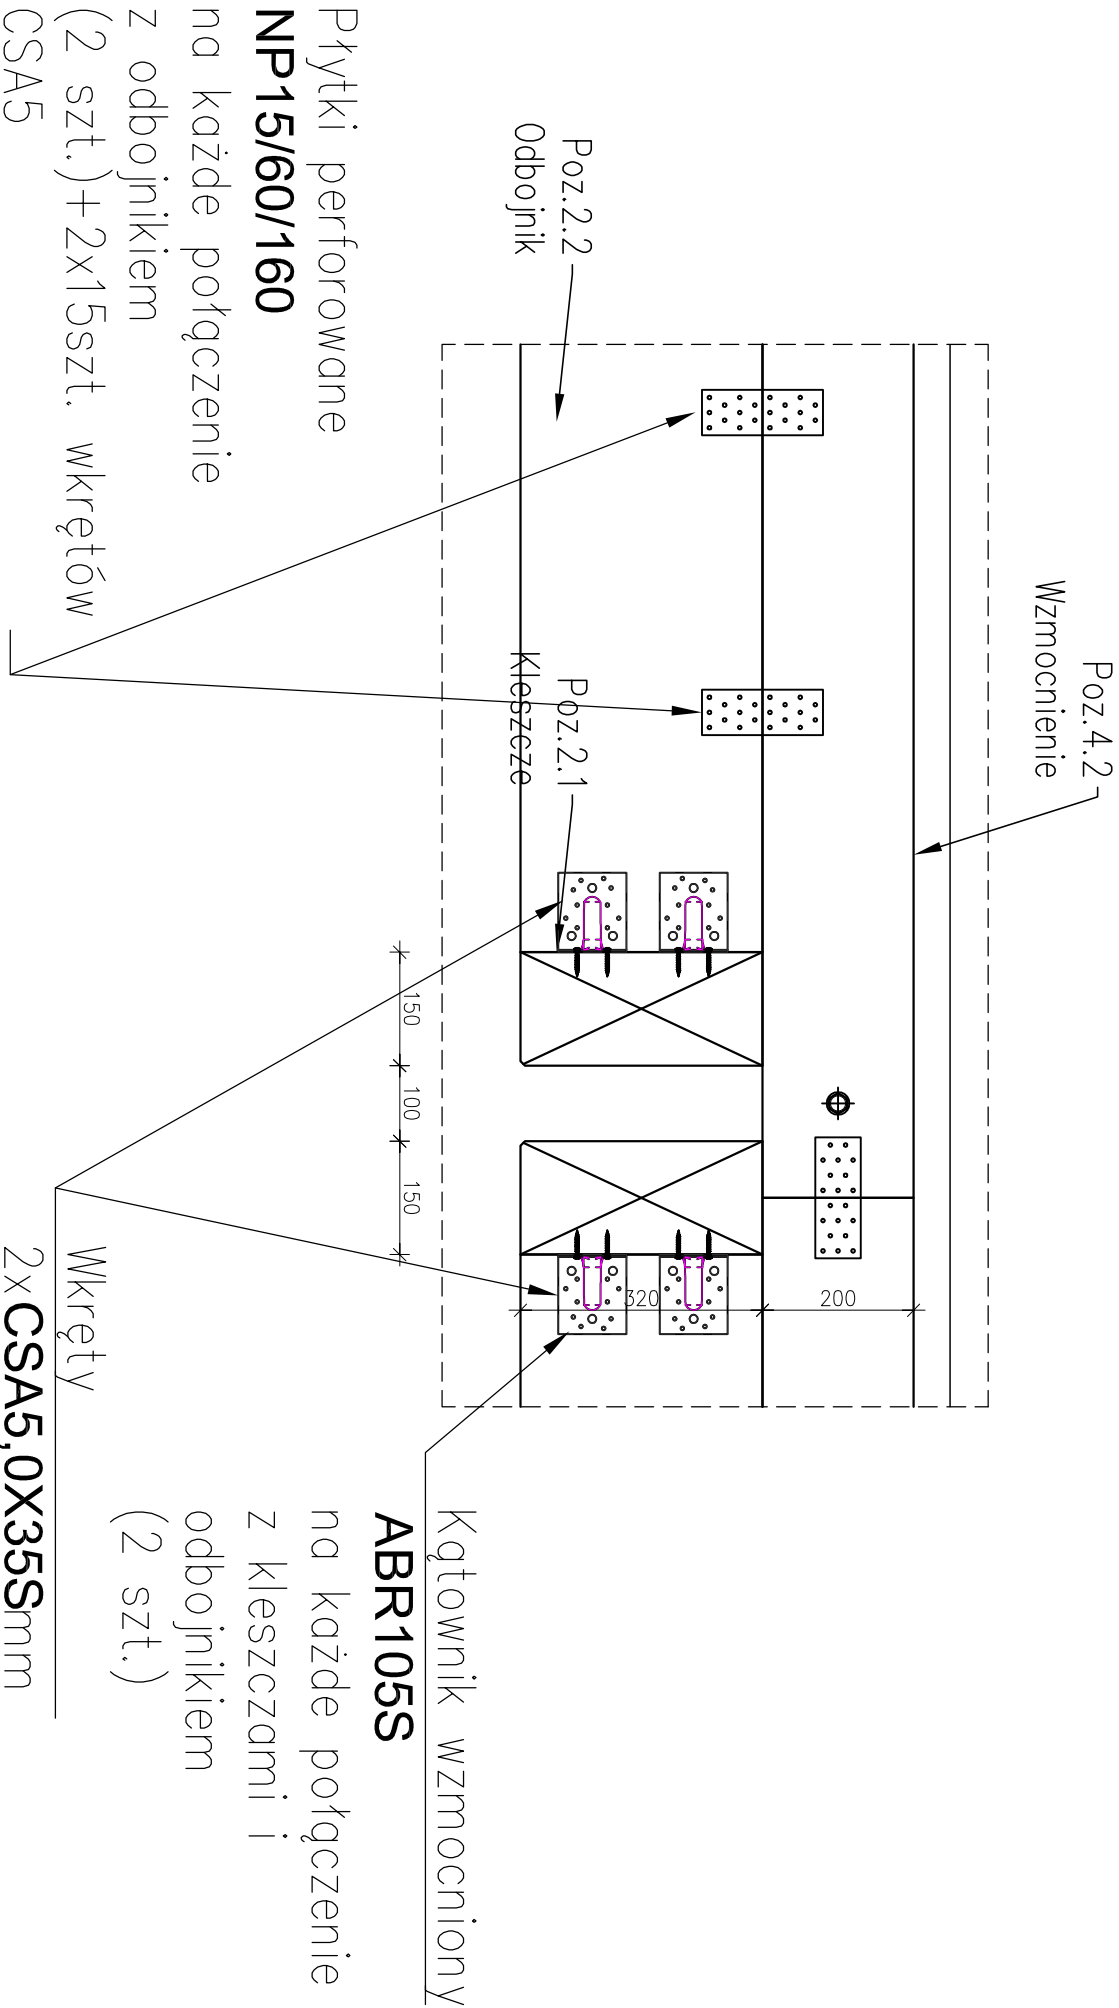 Poz.4.2
Wzmocnienie
Poz.2.2
Odbojnik
Poz.2.1
Kleszcze
Płytki perforowane
NP15/60/160
na każde połączenie
z odbojnikiem
(2 szt.)+2x15szt. wkrętów
CSA5
150
100
150
320
200
Kątownik wzmocniony
ABR105S
na każde połączenie
z kleszczami i
odbojnikiem
(2 szt.)
Wkręty
2xCSA5,0X35Smm